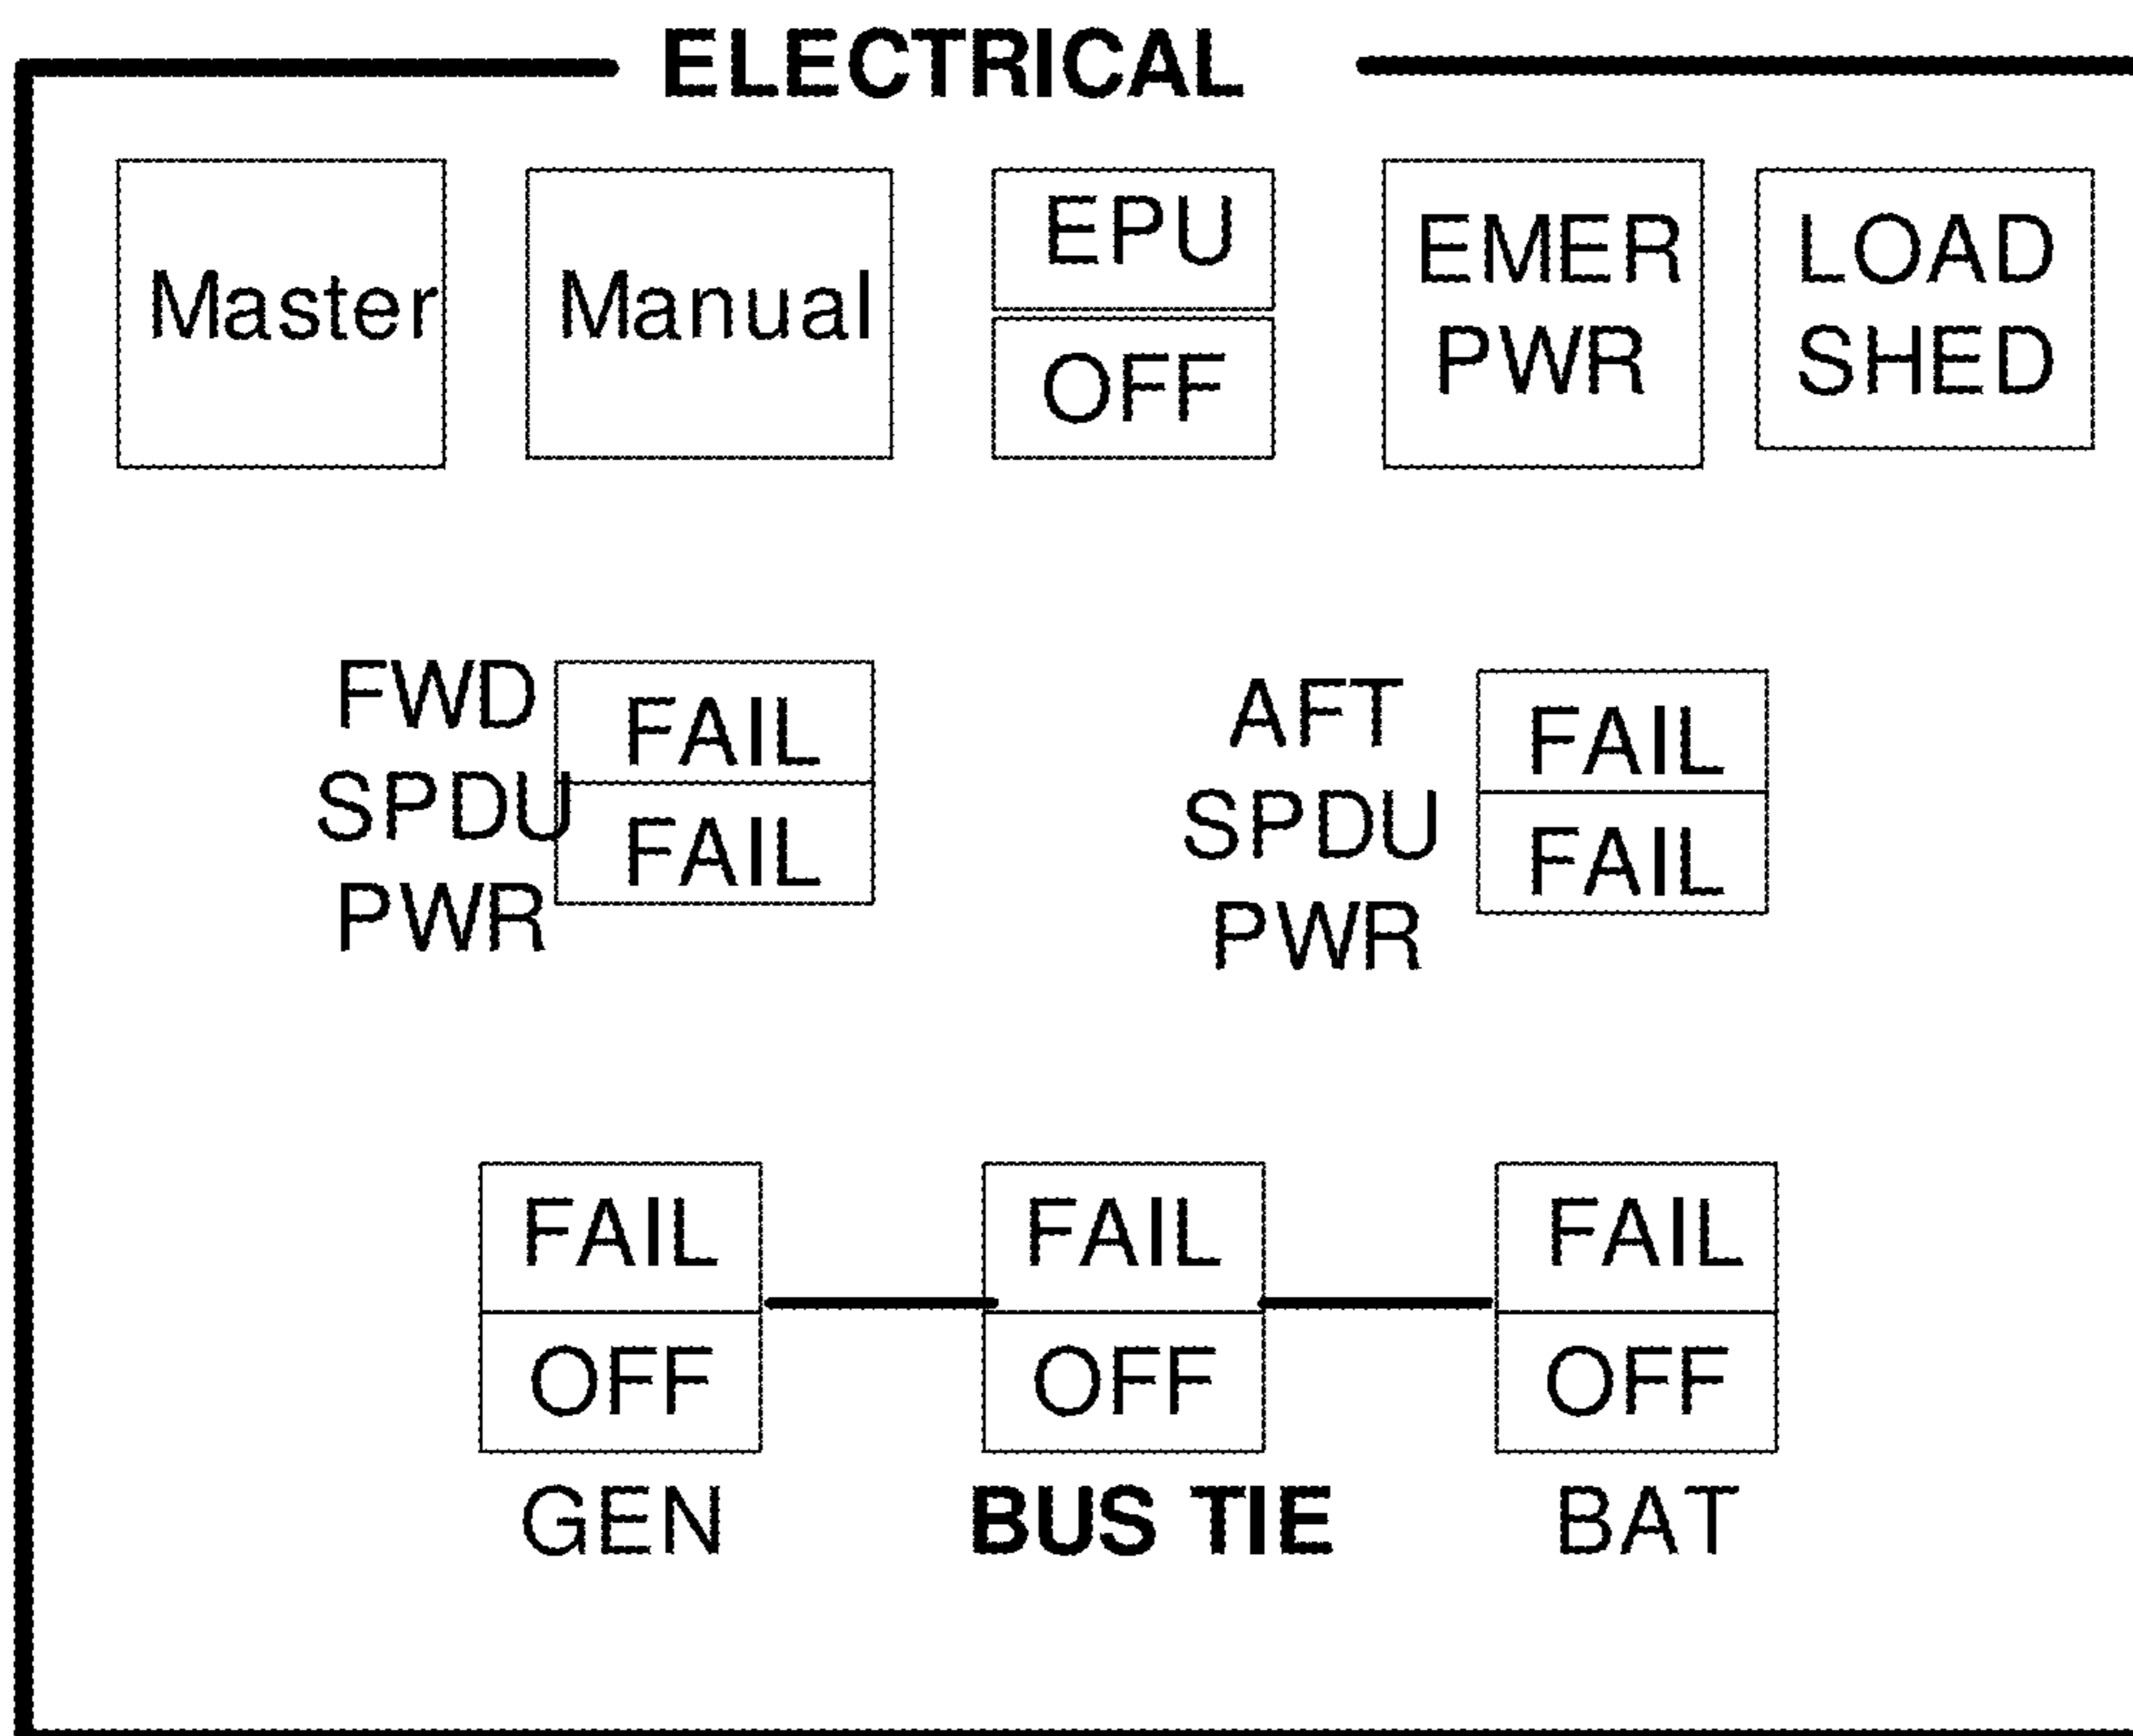 ELECTRICAL
Master
Manual
EPU
OFF
EMER
PWR
LOAD
SHED
FWD
SPDU
PWR
FAIL
FAIL
AFT
SPDU
PWR
FAIL
FAIL
FAIL
OFF
GEN
FAIL
OFF
BUS TIE
FAIL
OFF
BAT